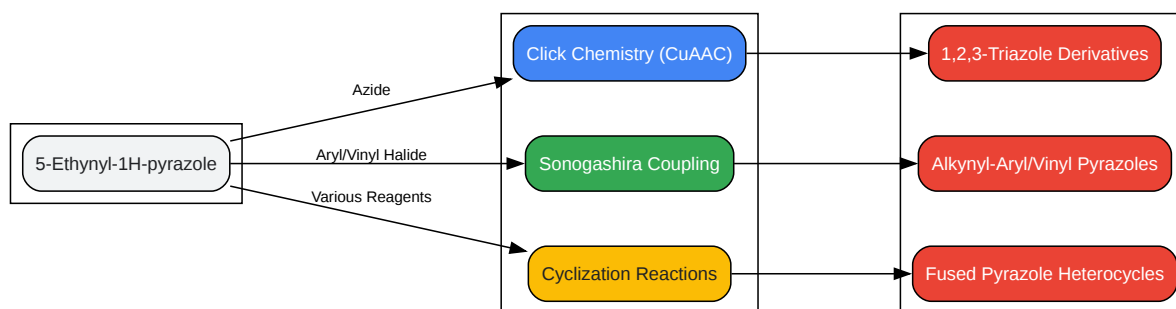 5-Ethynyl-1H-pyrazole
Azide
Aryl/Vinyl Halide
Various Reagents
Click Chemistry (CuAAC)
Sonogashira Coupling
Cyclization Reactions
1,2,3-Triazole Derivatives
Alkynyl-Aryl/Vinyl Pyrazoles
Fused Pyrazole Heterocycles